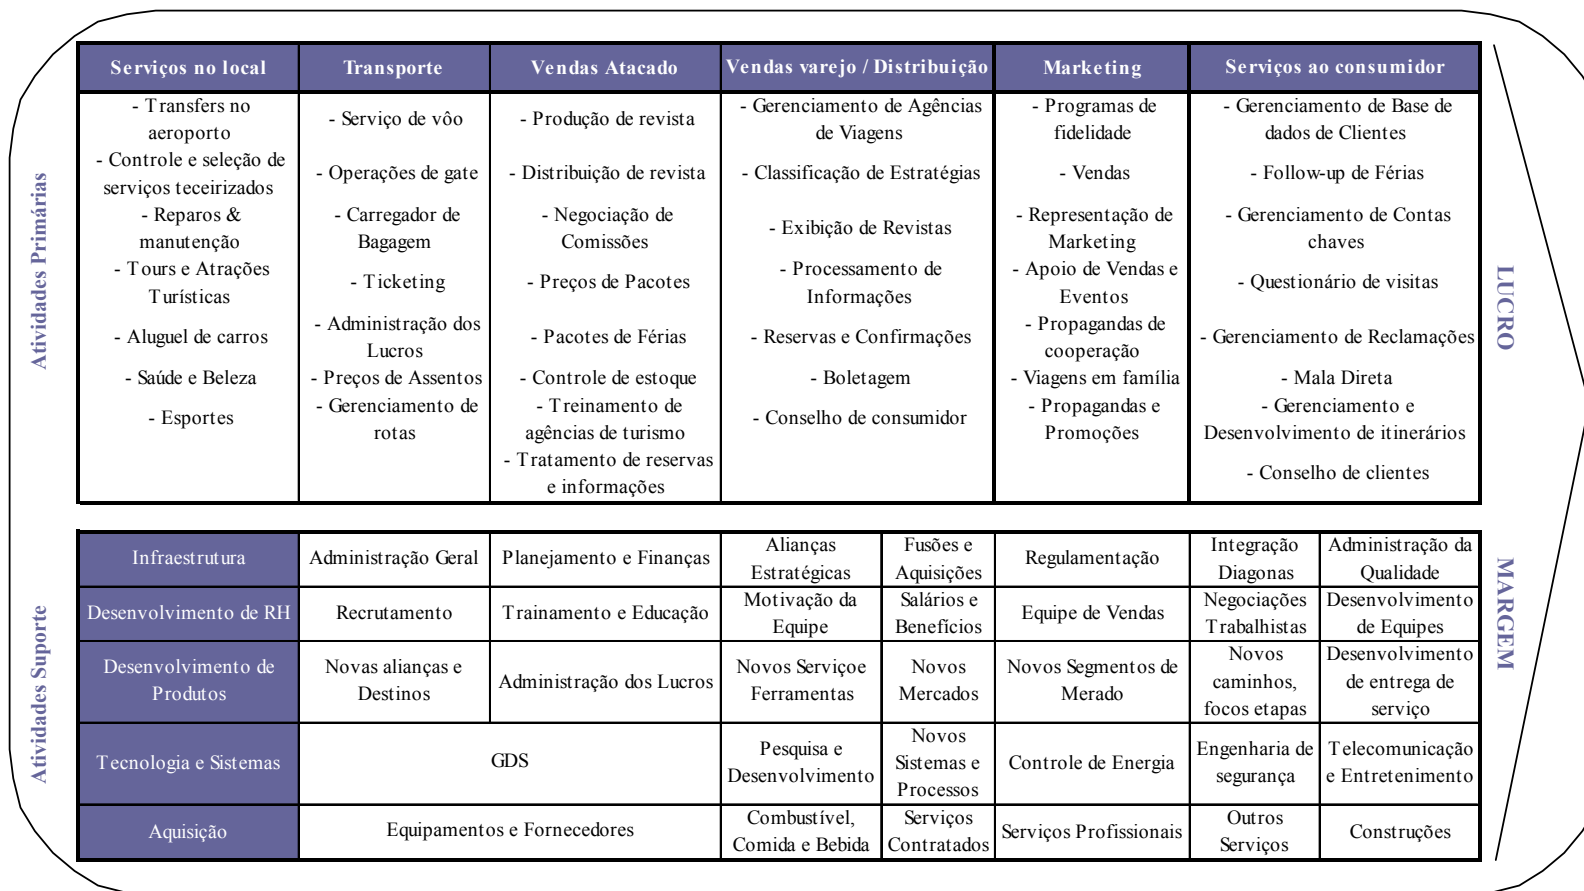 Serviços no local
Transporte
Vendas Atacado
Vendas varejo / Distribuição
Marketing
Serviços ao consumidor
Atividades Primárias
- Transfers no
aeroporto
- Controle e seleção de
serviços teceirizados
- Reparos &
manutenção
- Tours e Atrações
Turísticas
- Aluguel de carros
- Saúde e Beleza
- Esportes
- Serviço de vôo
- Operações de gate
- Carregador de
Bagagem
- Ticketing
- Administração dos
Lucros
- Preços de Assentos
- Gerenciamento de
rotas
- Produção de revista
- Distribuição de revista
- Negociação de
Comissões
- Preços de Pacotes
- Pacotes de Férias
- Controle de estoque
- Treinamento de
agências de turismo
- Tratamento de reservas
e informações
- Gerenciamento de Agências
de Viagens
- Classificação de Estratégias
- Exibição de Revistas
- Processamento de
Informações
- Reservas e Confirmações
- Boletagem
- Conselho de consumidor
- Programas de
fidelidade
- Vendas
- Representação de
Marketing
- Apoio de Vendas e
Eventos
- Propagandas de
cooperação
- Viagens em família
- Propagandas e
Promoções
- Gerenciamento de Base de
dados de Clientes
- Follow-up de Férias
- Gerenciamento de Contas
chaves
- Questionário de visitas
- Gerenciamento de Reclamações
- Mala Direta
- Gerenciamento e
Desenvolvimento de itinerários
- Conselho de clientes
LUCRO
Atividades Suporte
Infraestrutura
Administração Geral
Planejamento e Finanças
Alianças
Estratégicas
Fusões e
Aquisições
Regulamentação
Integração
Diagonas
Administração da
Qualidade
Desenvolvimento de RH
Recrutamento
Trainamento e Educação
Motivação da
Equipe
Salários e
Benefícios
Equipe de Vendas
Negociações
Trabalhistas
Desenvolvimento
de Equipes
Desenvolvimento de
Produtos
Novas alianças e
Destinos
Administração dos Lucros
Novos Serviçoe
Ferramentas
Novos
Mercados
Novos Segmentos de
Merado
Novos
caminhos,
focos etapas
Desenvolvimento
de entrega de
serviço
Tecnologia e Sistemas
GDS
Pesquisa e
Desenvolvimento
Novos
Sistemas e
Processos
Controle de Energia
Engenharia de
segurança
Telecomunicação
e Entretenimento
Aquisição
Equipamentos e Fornecedores
Combustível,
Comida e Bebida
Serviços
Contratados
Serviços Profissionais
Outros
Serviços
Construções
MARGEM